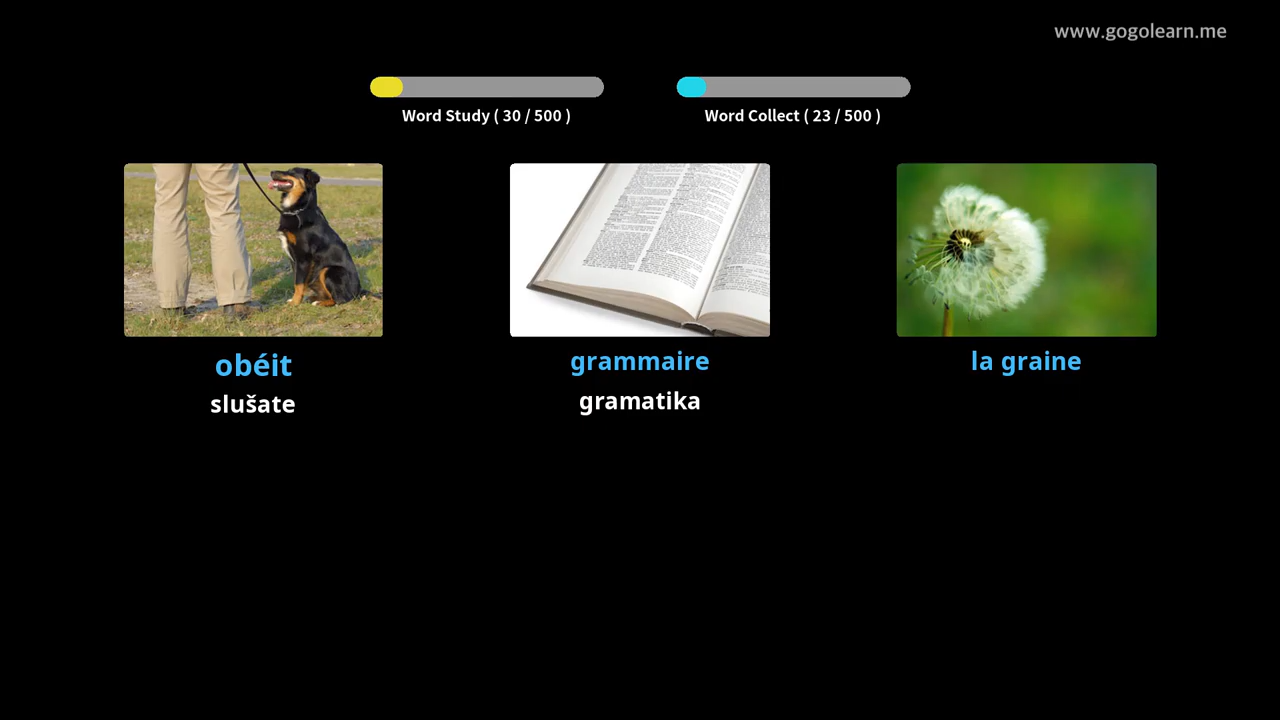 www.gogolearn.me
Word Study ( 30 / 500 )
Word Collect ( 23 / 500 )
obéit
grammaire
la graine
slušate
gramatika